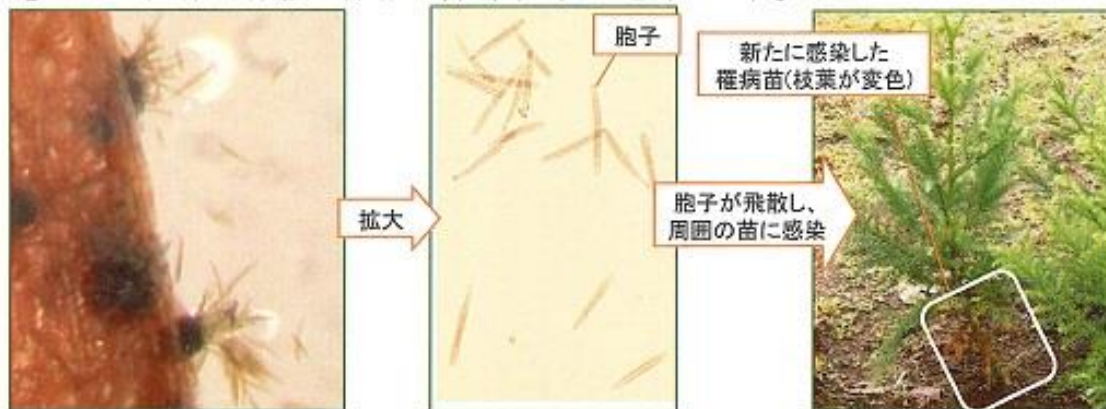 胞子
新たに感染した
罹病苗(枝葉が変色)
拡大
胞子が飛散し、
周囲の苗に感染